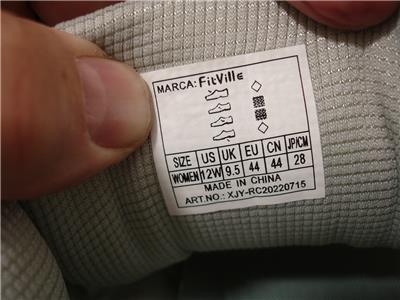 MARCA: FitVille
SIZE US UK EU CN JP/CM
WOMEN 12W 9.5 44 44 28
MADE IN CHINA
ART.NO.: XJY-RC20220715